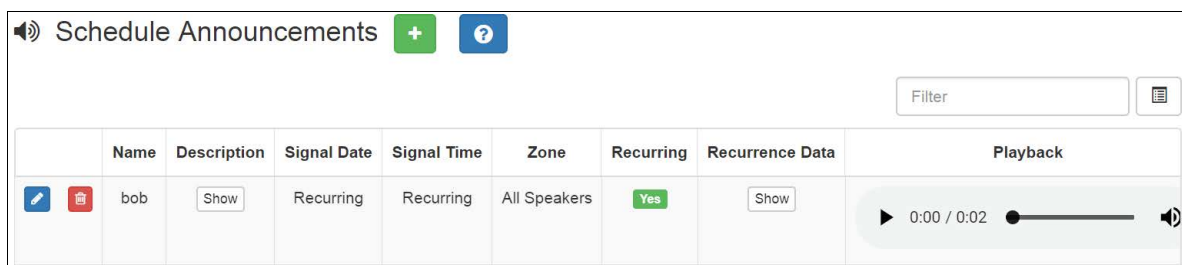 Schedule Announcements
Filter
Name Description Signal Date Signal Time Zone Recurring Recurrence Data Playback
bob Show Recurring Recurring All Speakers Yes Show 0:00 / 0:02